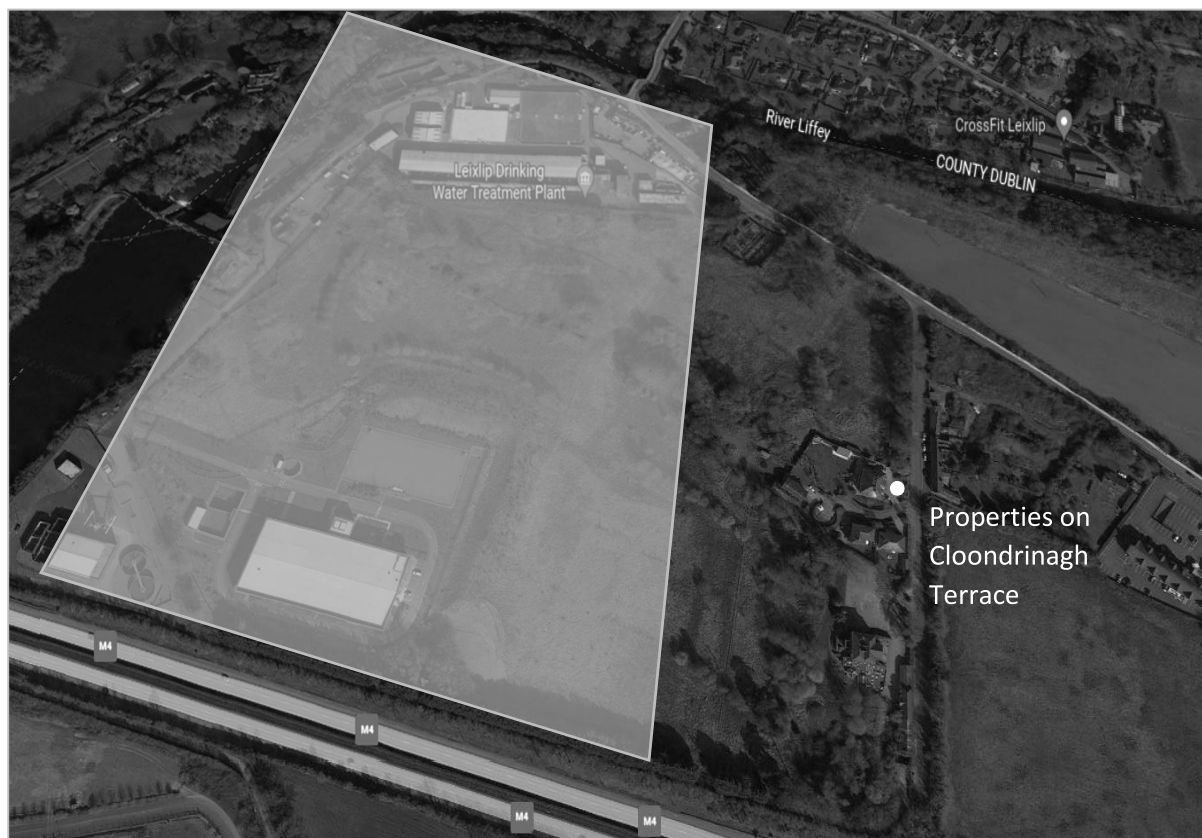 River Liffey
CrossFit Leixlip
COUNTY DUBLIN
Leixlip Drinking
Water Treatment Plant
Properties on
Cloondrinagh
Terrace
M4
M4
M4
M4